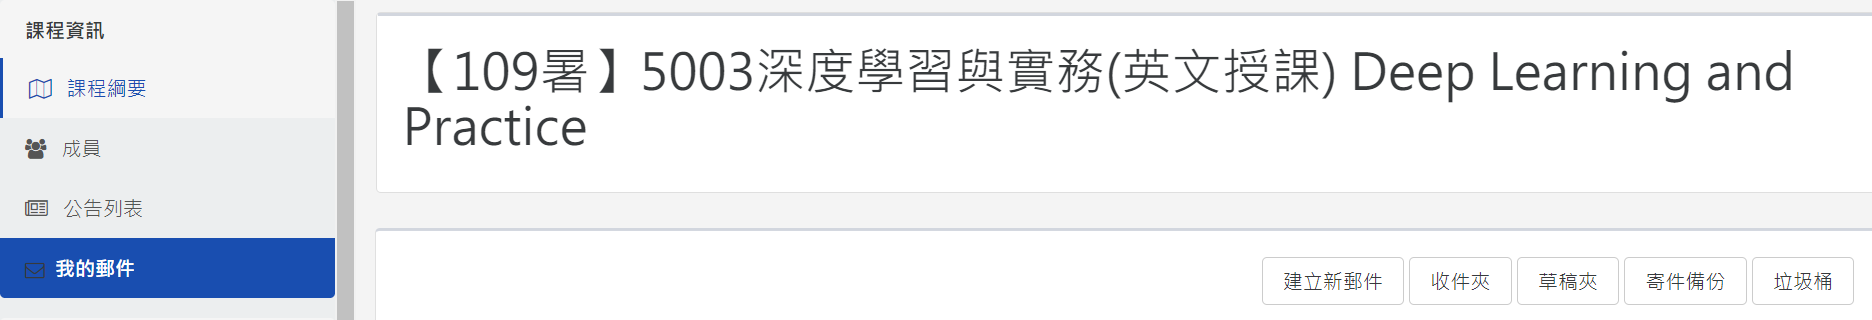 課程資訊
課程綱要
成員
公告列表
我的郵件
【109暑】5003深度學習與實務(英文授課) Deep Learning and
Practice
建立新郵件 收件夾 草稿夾 寄件備份 垃圾桶